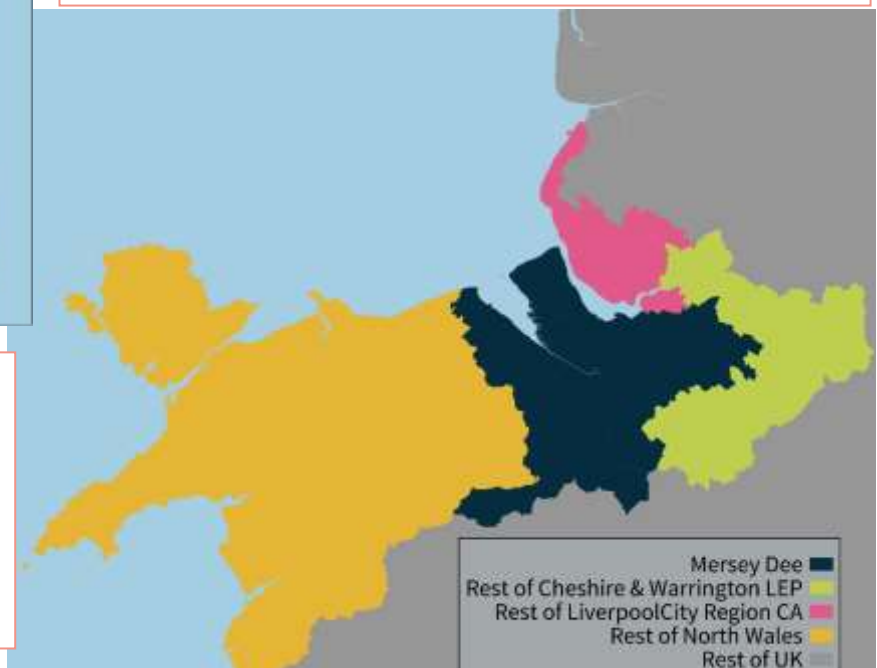 Mersey Dee
Rest of Cheshire & Warrington LEP
Rest of LiverpoolCity Region CA
Rest of North Wales
Rest of UK